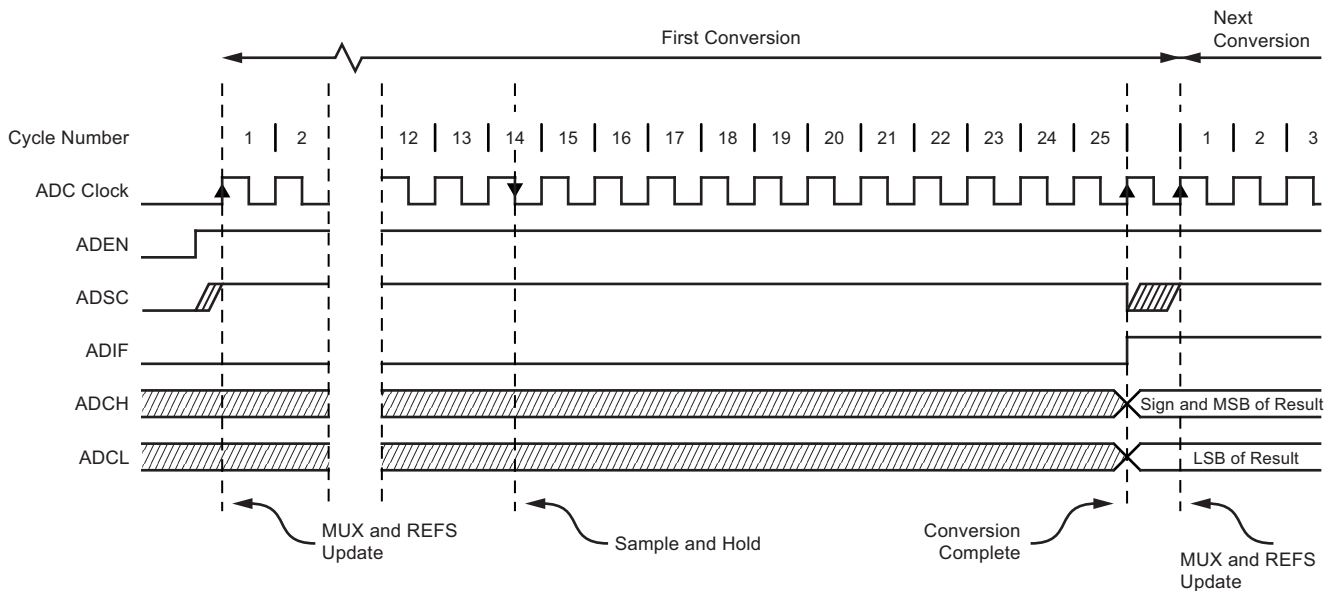 First Conversion
Next
Conversion
Cycle Number 1 2 12 13 14 15 16 17 18 19 20 21 22 23 24 25 1 2 3
ADC Clock
ADEN
ADSC
ADIF
ADCH Sign and MSB of Result
ADCL LSB of Result
MUX and REFS
Update
Sample and Hold
Conversion
Complete
MUX and REFS
Update